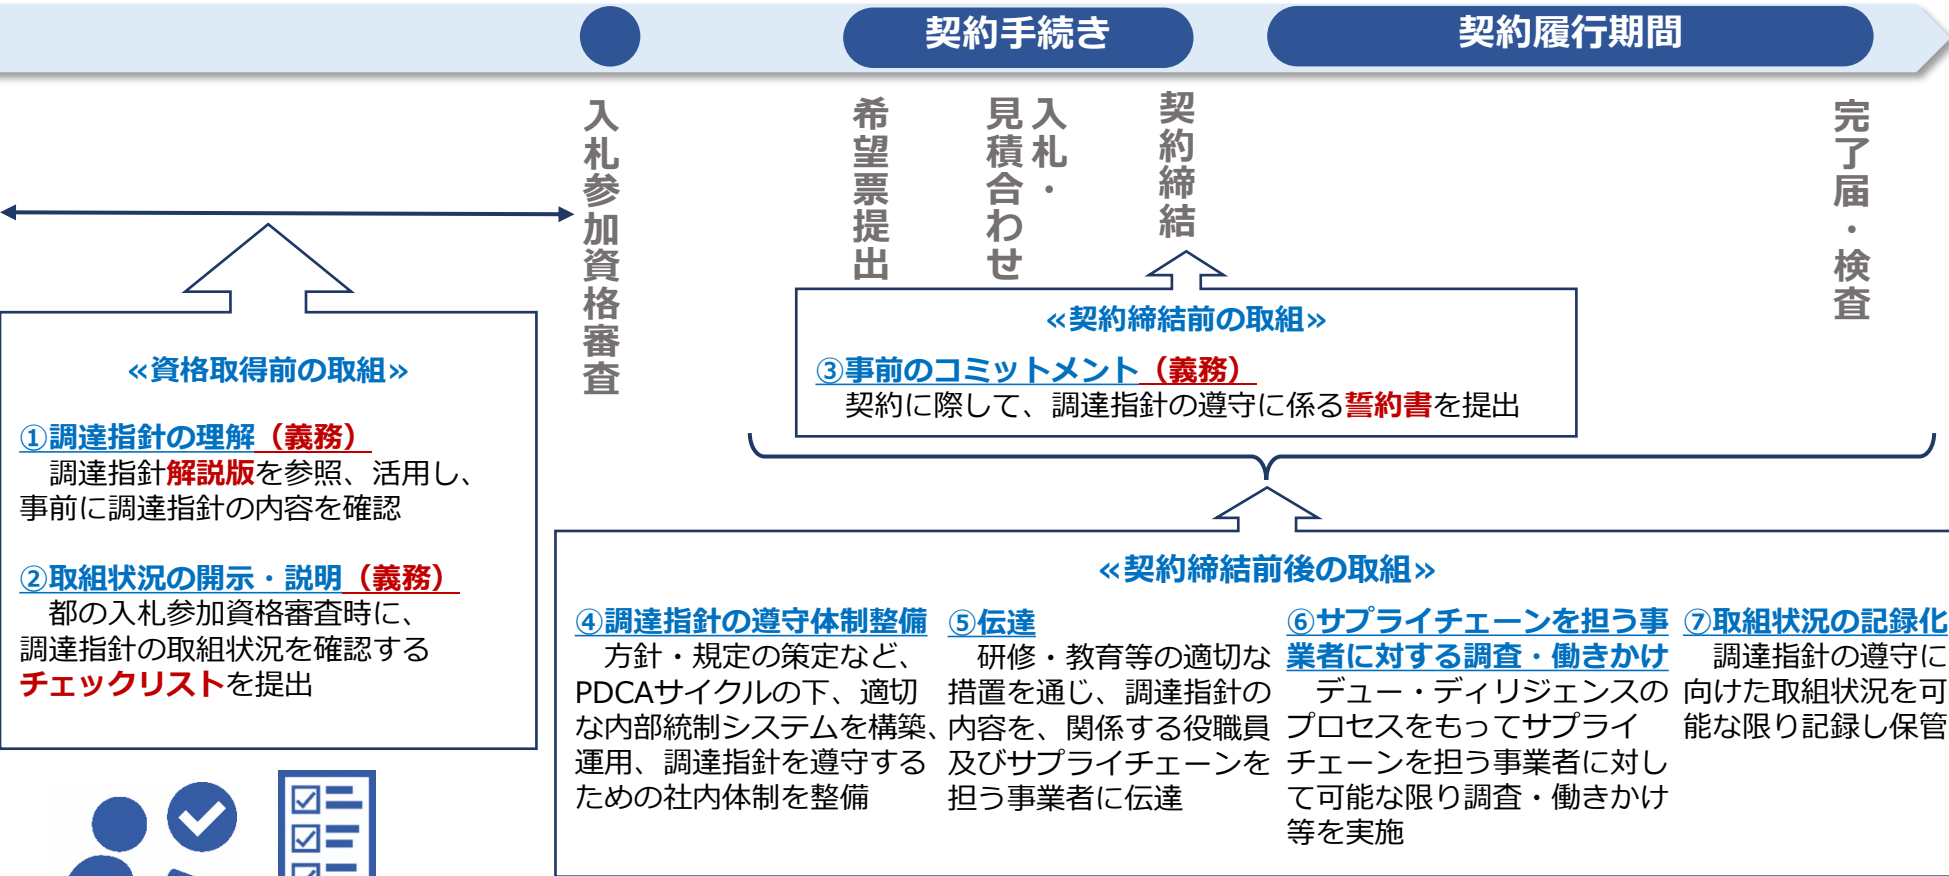 契約手続き
契約履行期間
入札参加資格審査
希望票提出
入札・
見積合わせ
契約締結
完了届・検査
«資格取得前の取組»
①調達指針の理解（義務）
調達指針解説版を参照、活用し、
事前に調達指針の内容を確認
②取組状況の開示・説明（義務）
都の入札参加資格審査時に、
調達指針の取組状況を確認する
チェックリストを提出
«契約締結前の取組»
③事前のコミットメント（義務）
契約に際して、調達指針の遵守に係る誓約書を提出
«契約締結前後の取組»
④調達指針の遵守体制整備
方針・規定の策定など、
PDCAサイクルの下、適切
な内部統制システムを構築、
運用、調達指針を遵守する
ための社内体制を整備
⑤伝達
研修・教育等の適切な
措置を通じ、調達指針の
内容を、関係する役職員
及びサプライチェーンを
担う事業者に伝達
⑥サプライチェーンを担う事
業者に対する調査・働きかけ
デュー・ディリジェンスの
プロセスをもってサプライ
チェーンを担う事業者に対し
て可能な限り調査・働きかけ
等を実施
⑦取組状況の記録化
調達指針の遵守に
向けた取組状況を可
能な限り記録し保管